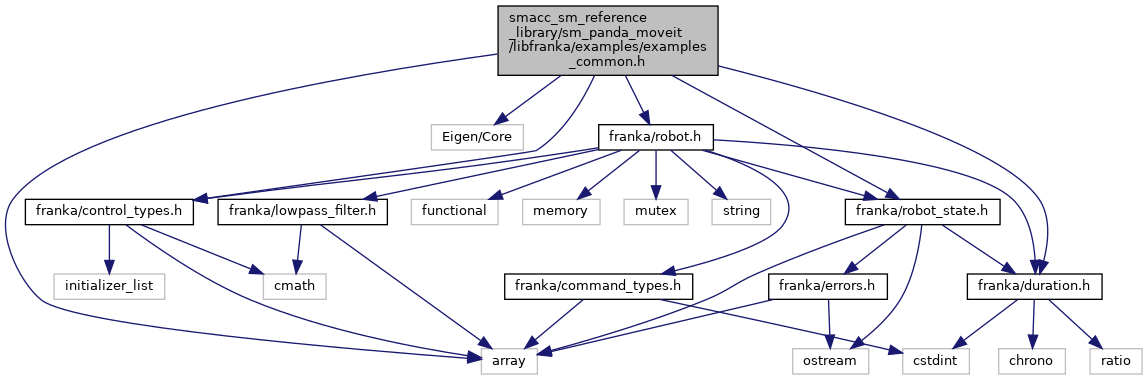 smacc_sm_reference
_library/sm_panda_moveit
/libfranka/examples/examples
_common.h
Eigen/Core
franka/robot.h
franka/control_types.h
franka/lowpass_filter.h
functional
memory
mutex
string
franka/robot_state.h
initializer_list
cmath
franka/command_types.h
franka/errors.h
franka/duration.h
array
ostream
cstdint
chrono
ratio